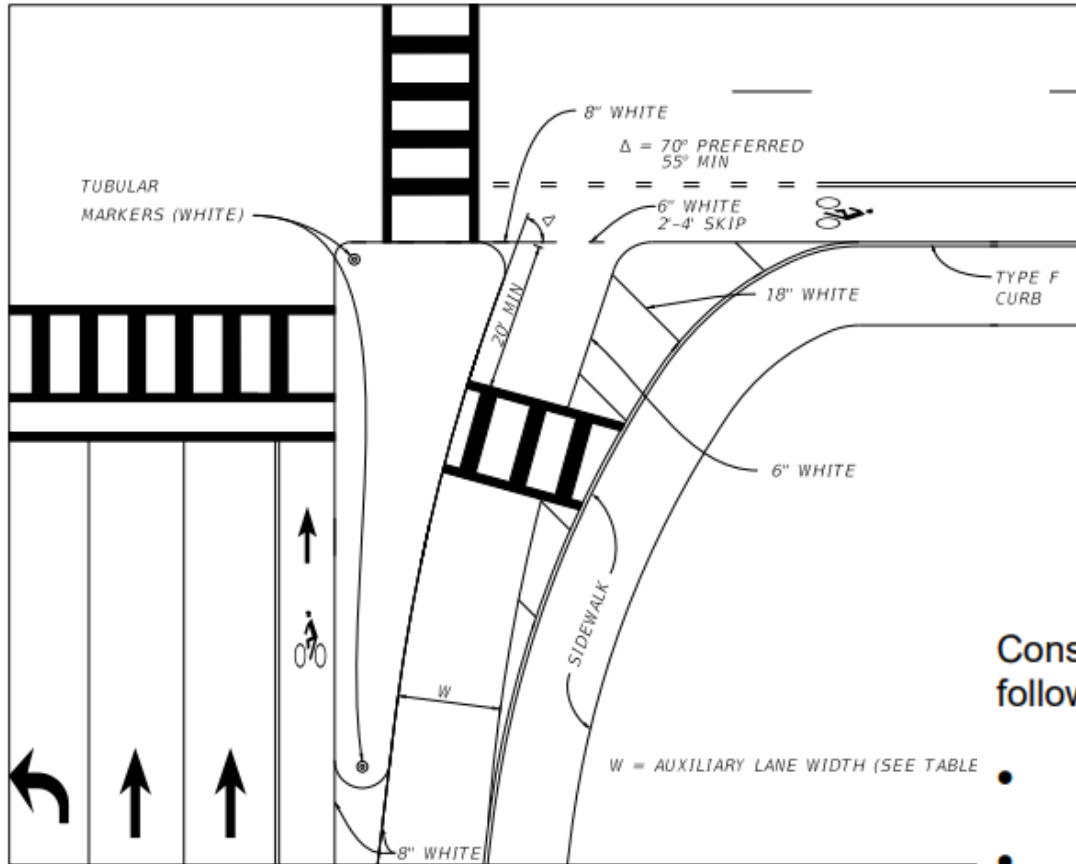 8" WHITE
Δ = 70° PREFERRED
55° MIN
TUBULAR
MARKERS (WHITE)
6" WHITE
2'-4' SKIP
Δ
TYPE F
CURB
18" WHITE
20' MIN
6" WHITE
SIDEWALK
W
W = AUXILIARY LANE WIDTH (SEE TABLE
8" WHITE
Cons
follow
•
•